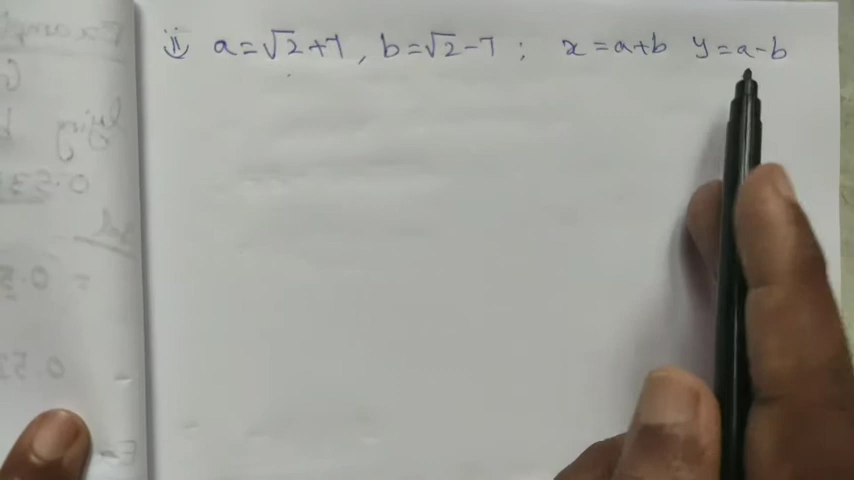 ii) a=√2+7, b=√2-7 ; x=a+b y=a-b